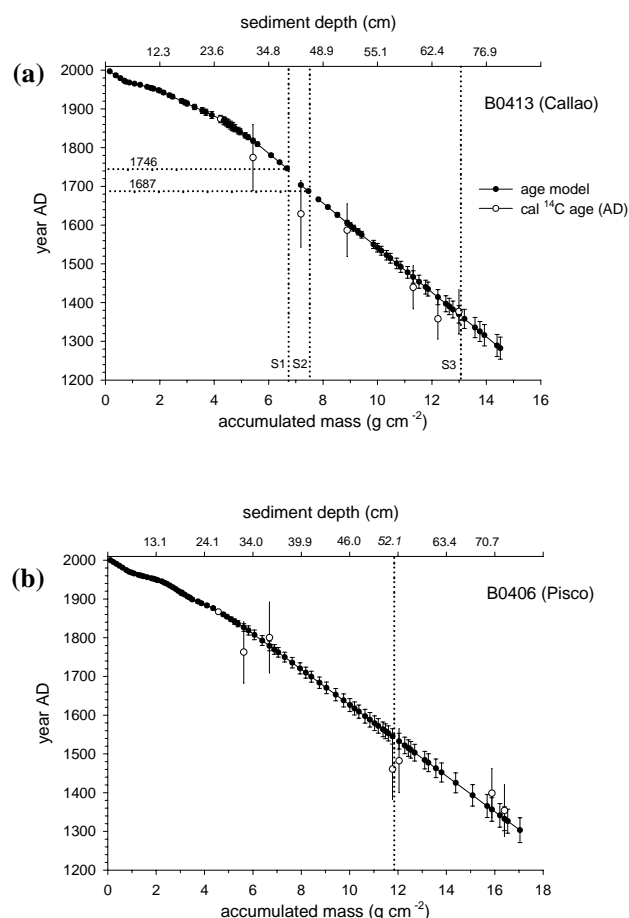 sediment depth (cm)
12.3 23.6 34.8 48.9 55.1 62.4 76.9
(a)
B0413 (Callao)
2000
1900
1800
1700
1600
1500
1400
1300
1200
year AD
1746
1687
age model
cal ¹⁴C age (AD)
S1 S2 S3
0 2 4 6 8 10 12 14 16
accumulated mass (g cm⁻²)
sediment depth (cm)
13.1 24.1 34.0 39.9 46.0 52.1 63.4 70.7
(b)
B0406 (Pisco)
2000
1900
1800
1700
1600
1500
1400
1300
1200
year AD
0 2 4 6 8 10 12 14 16 18
accumulated mass (g cm⁻²)